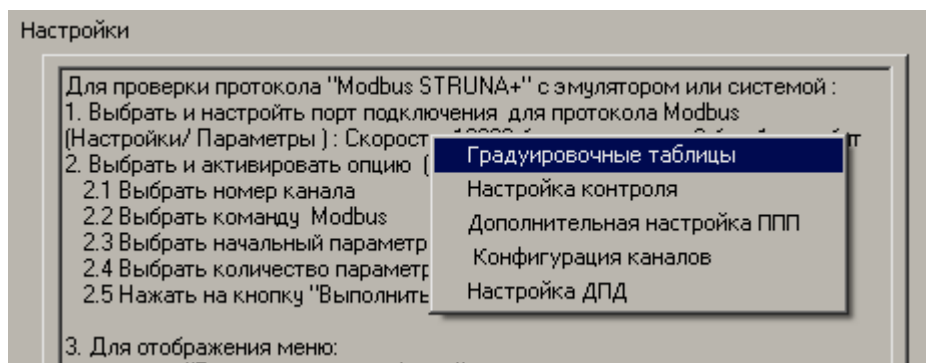 Настройки
Для проверки протокола "Modbus STRUNA+" с эмулятором или системой :
1. Выбрать и настроить порт подключения для протокола Modbus
(Настройки/ Параметры ) : Скорост
2. Выбрать и активировать опцию (
2.1 Выбрать номер канала
2.2 Выбрать команду Modbus
2.3 Выбрать начальный параметр
2.4 Выбрать количество параметр
2.5 Нажать на кнопку "Выполнить
3. Для отображения меню:
Градуировочные таблицы
Настройка контроля
Дополнительная настройка ППП
Конфигурация каналов
Настройка ДПД